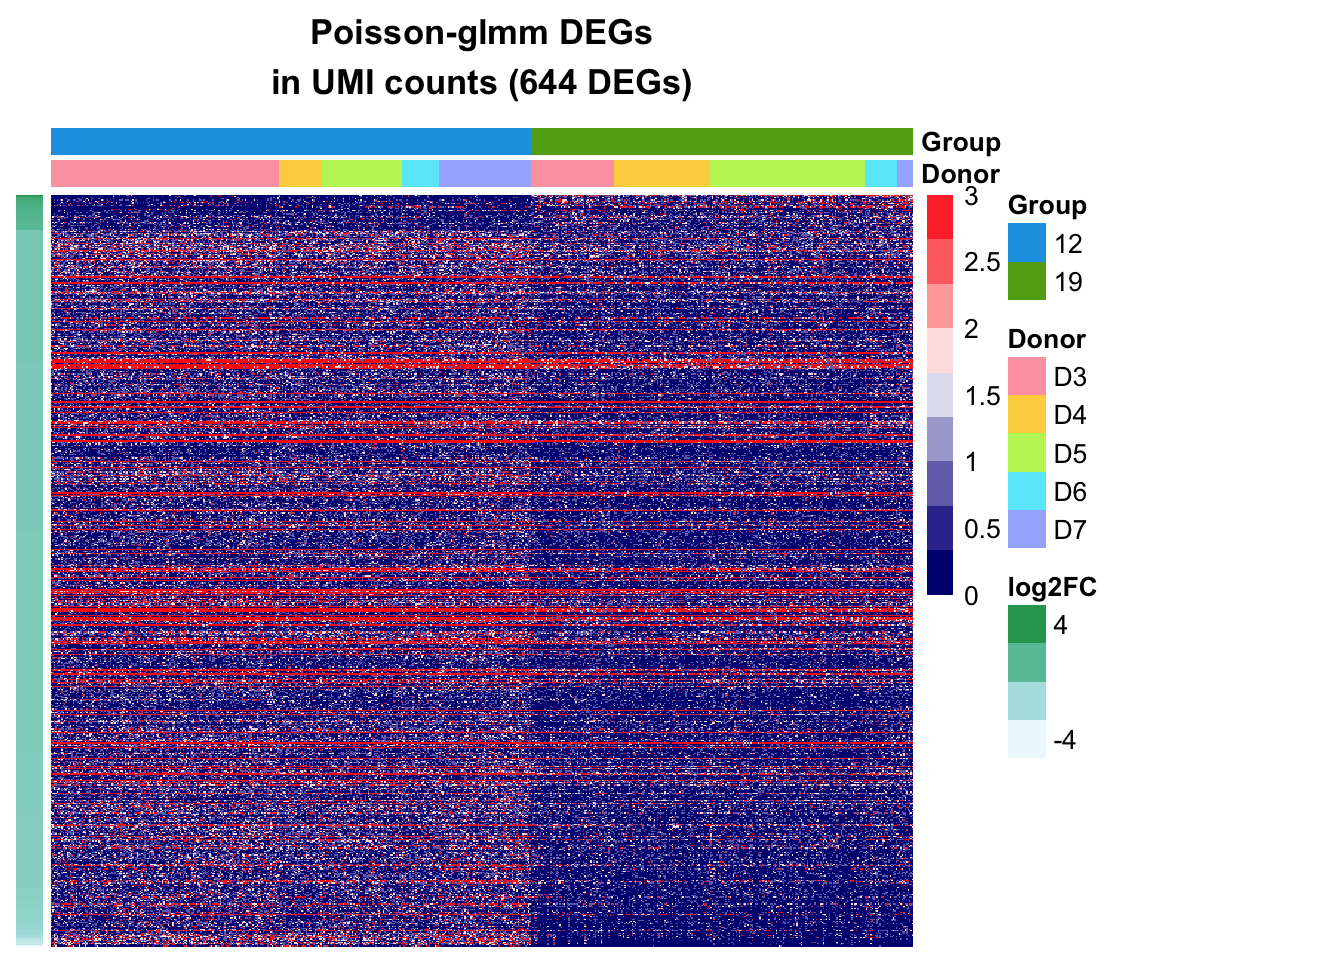 Poisson-glmm DEGs
in UMI counts (644 DEGs)
Group
Donor
3
2.5
2
1.5
1
0.5
0
Group
12
19
Donor
D3
D4
D5
D6
D7
log2FC
4
-4